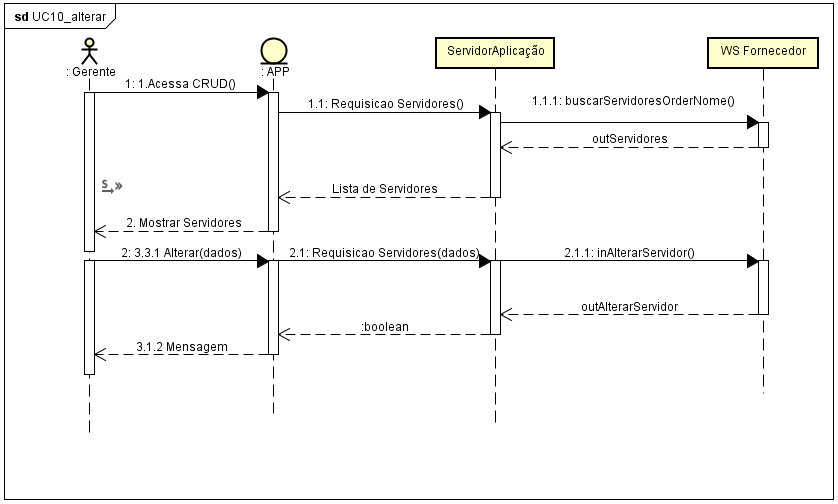 sd UC10_alterar
: Gerente
: APP
ServidorAplicação
WS Fornecedor
1: 1.Acessa CRUD()
1.1: Requisicao Servidores()
1.1.1: buscarServidoresOrderNome()
outServidores
S
Lista de Servidores
2. Mostrar Servidores
2: 3.3.1 Alterar(dados)
2.1: Requisicao Servidores(dados)
2.1.1: inAlterarServidor()
outAlterarServidor
:boolean
3.1.2 Mensagem